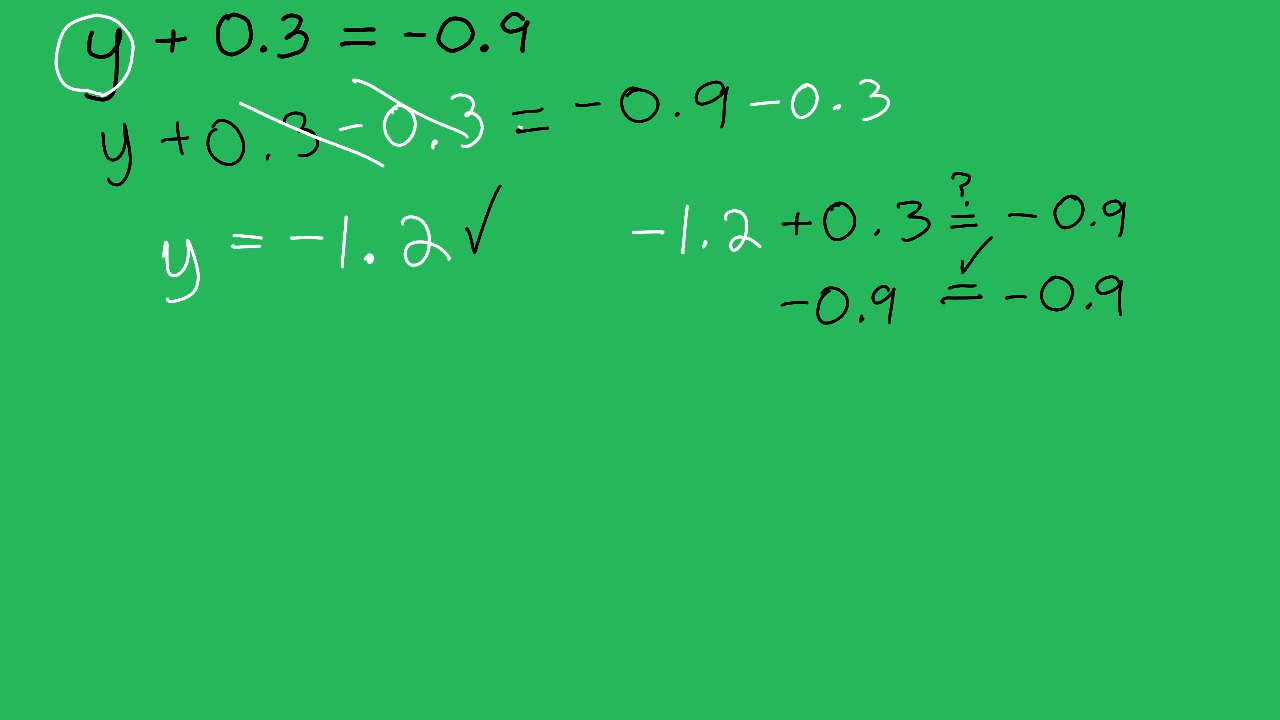 y + 0.3 = -0.9
y + 0.3 - 0.3 = -0.9 - 0.3
y = -1.2 ✓
-1.2 + 0.3 ≟ -0.9
✓
-0.9 = -0.9